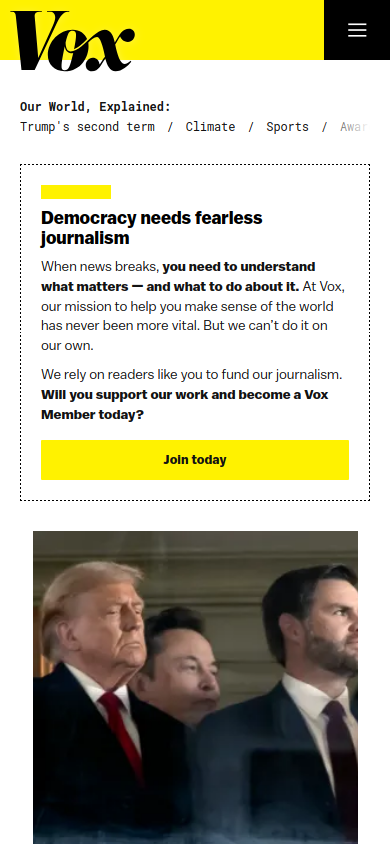 Vox
Our World, Explained:
Trump's second term / Climate / Sports /
Democracy needs fearless
journalism
When news breaks, you need to understand
what matters — and what to do about it. At Vox,
our mission to help you make sense of the world
has never been more vital. But we can't do it on
our own.
We rely on readers like you to fund our journalism.
Will you support our work and become a Vox
Member today?
Join today